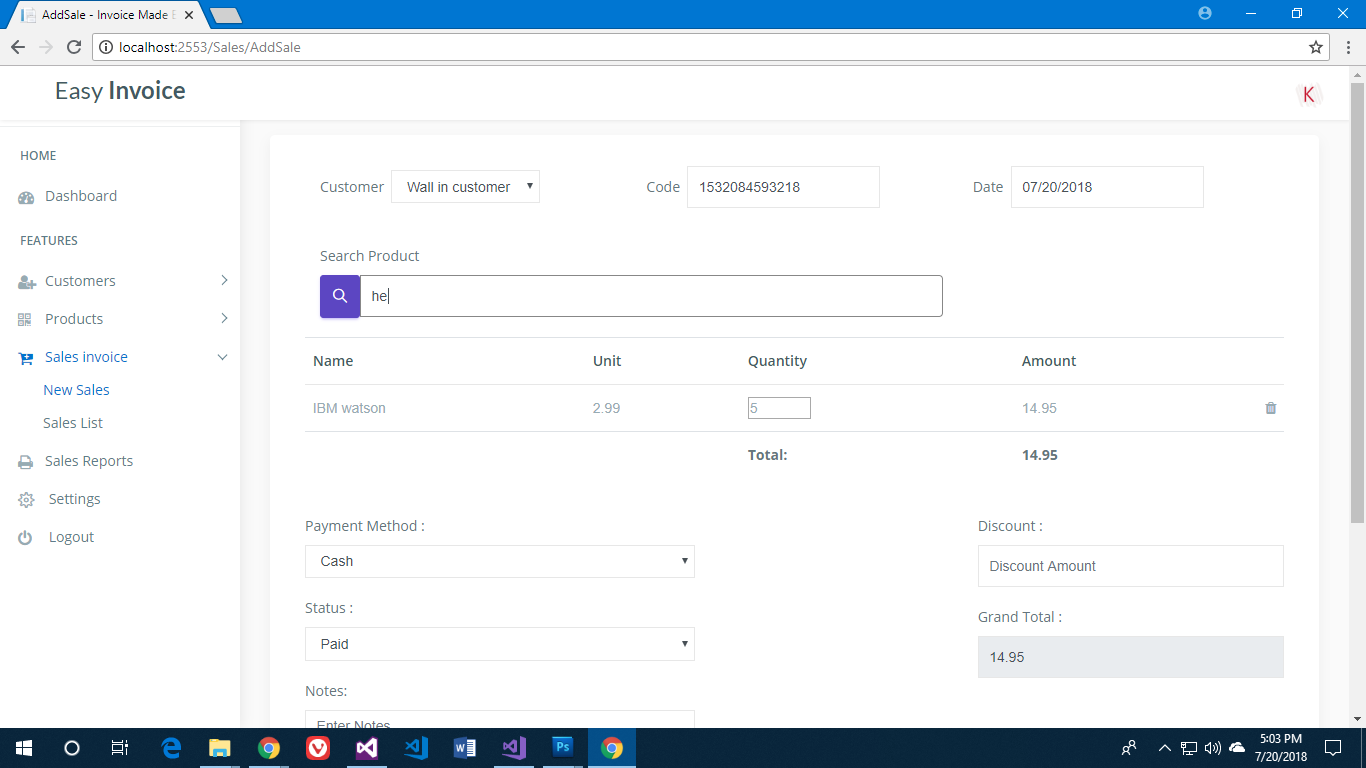 AddSale - Invoice Made E
localhost:2553/Sales/AddSale
Easy Invoice
K
HOME
Dashboard
FEATURES
Customers
Products
Sales invoice
New Sales
Sales List
Sales Reports
Settings
Logout
Customer Wall in customer Code 1532084593218 Date 07/20/2018
Search Product
he
Name Unit Quantity Amount
IBM watson 2.99 5 14.95
Total: 14.95
Payment Method :
Cash
Status :
Paid
Notes:
Enter Notes
Discount :
Discount Amount
Grand Total :
14.95
Ps
5:03 PM
7/20/2018